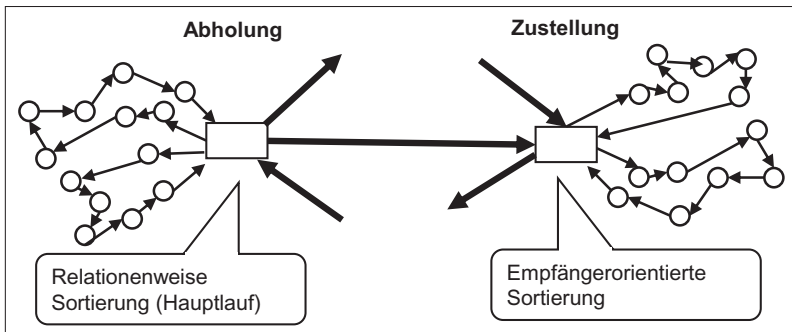 Abholung
Zustellung
Relationenweise
Sortierung (Hauptlauf)
Empfängerorientierte
Sortierung